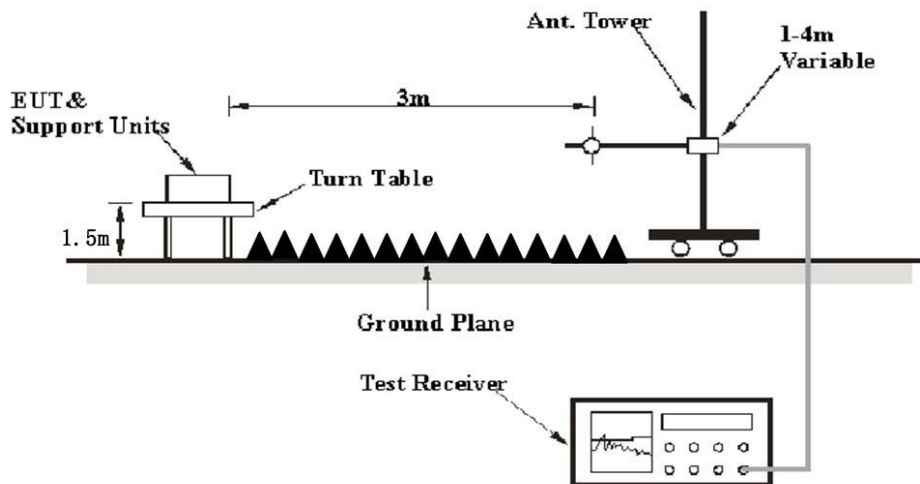 Ant. Tower
1-4m
Variable
3m
EUT&
Support Units
Turn Table
1.5m
Ground Plane
Test Receiver